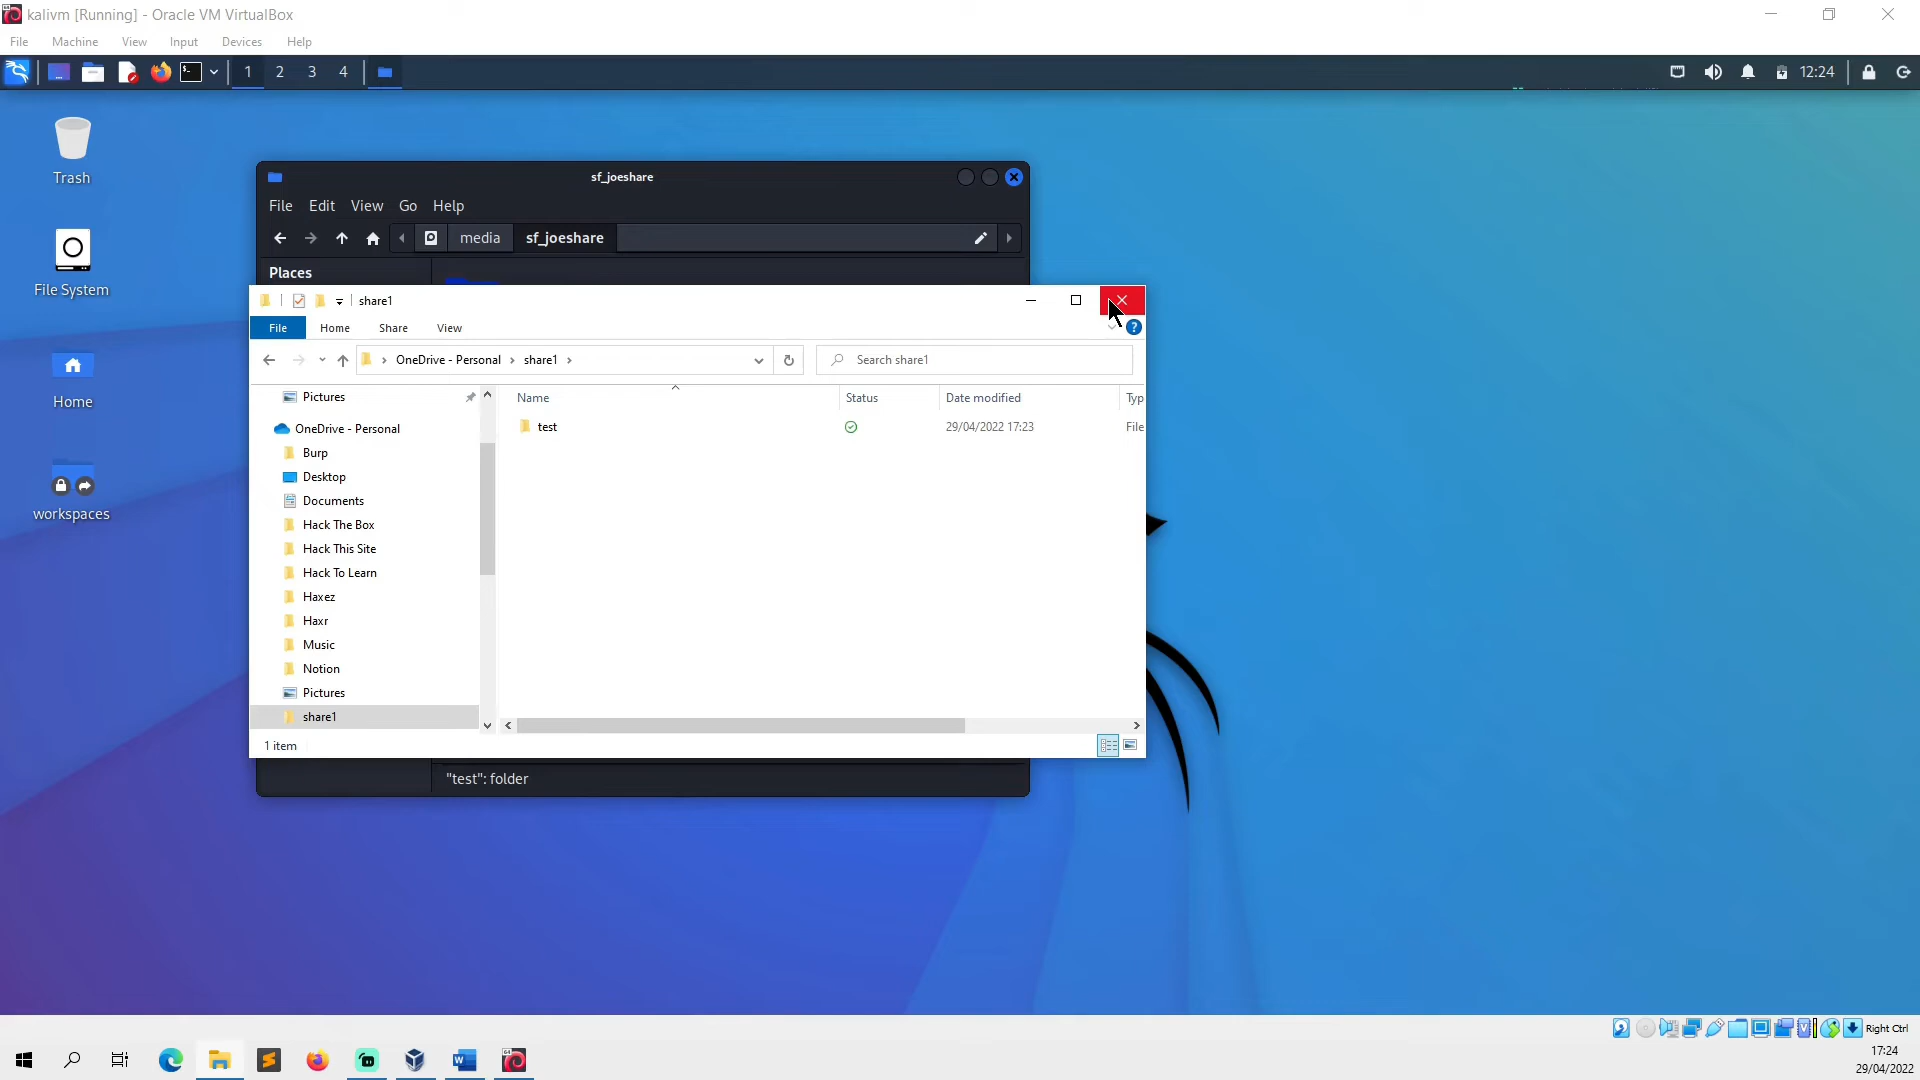 kalivm [Running] - Oracle VM VirtualBox
File Machine View Input Devices Help
1 2 3 4 12:24
Trash
File System
Home
workspaces
sf_joeshare
File Edit View Go Help
media sf_joeshare
Places
share1
File Home Share View
OneDrive - Personal share1 Search share1
Name Status Date modified Typ
test 29/04/2022 17:23 File
Pictures
OneDrive - Personal
Burp
Desktop
Documents
Hack The Box
Hack This Site
Hack To Learn
Haxez
Haxr
Music
Notion
Pictures
share1
1 item
"test": folder
Right Ctrl
17:24
29/04/2022